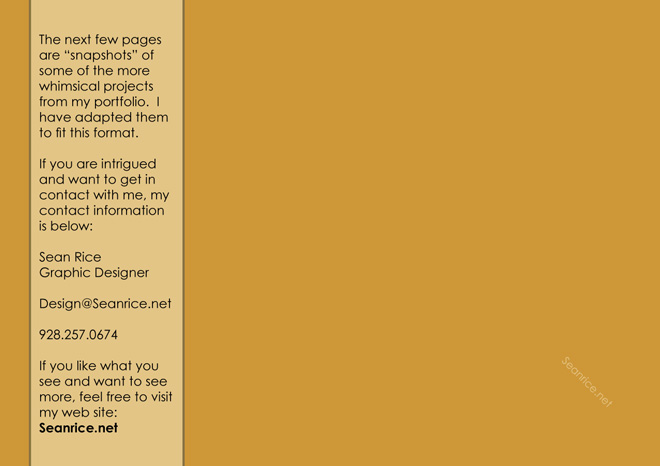 The next few pages
are “snapshots” of
some of the more
whimsical projects
from my portfolio.  I
have adapted them
to fit this format.
If you are intrigued
and want to get in
contact with me, my
contact information
is below:
Sean Rice
Graphic Designer
Design@Seanrice.net
928.257.0674
If you like what you
see and want to see
more, feel free to visit
my web site:
Seanrice.net
Seanrice.net